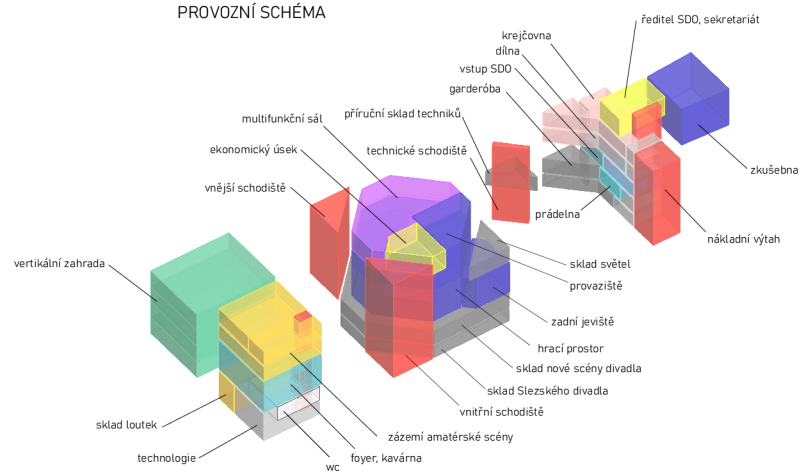 PROVOZNÍ SCHÉMA
ředitel SDO, sekretariát
krejčovna
dílna
vstup SDO
garderóba
příruční sklad techniků
multifunkční sál
technické schodiště
ekonomický úsek
zkušebna
vnější schodiště
prádelna
nákladní výtah
vertikální zahrada
sklad světel
provaziště
zadní jeviště
hrací prostor
sklad nové scény divadla
sklad Slezského divadla
vnitřní schodiště
sklad loutek
zázemí amatérské scény
technologie
foyer, kavárna
wc